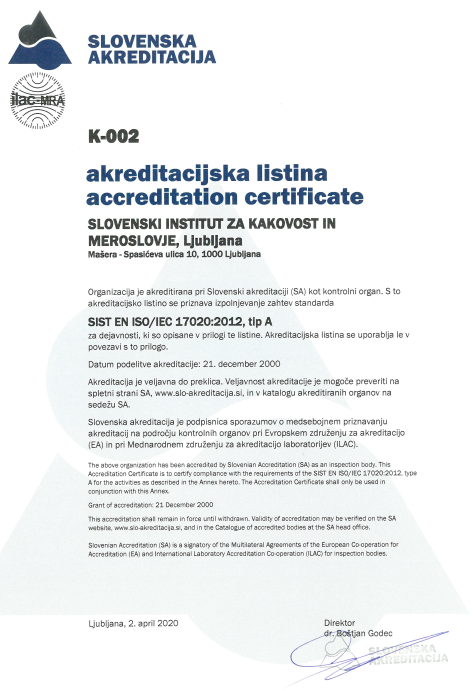 SLOVENSKA
AKREDITACIJA
ilac-MRA
K-002
akreditacijska listina
accreditation certificate
SLOVENSKI INSTITUT ZA KAKOVOST IN
MEROSLOVJE, Ljubljana
Mašera - Spasićeva ulica 10, 1000 Ljubljana
Organizacija je akreditirana pri Slovenski akreditaciji (SA) kot kontrolni organ. S to
akreditacijsko listino se priznava izpolnjevanje zahtev standarda
SIST EN ISO/IEC 17020:2012, tip A
za dejavnosti, ki so opisane v prilogi te listine. Akreditacijska listina se uporablja le v
povezavi s to prilogo.
Datum podelitve akreditacije: 21. december 2000
Akreditacija je veljavna do preklica. Veljavnost akreditacije je mogoče preveriti na
spletni strani SA, www.slo-akreditacija.si, in v katalogu akreditiranih organov na
sedežu SA.
Slovenska akreditacija je podpisnica sporazumov o medsebojnem priznavanju
akreditacij na področju kontrolnih organov pri Evropskem združenju za akreditacijo
(EA) in pri Mednarodnem združenju za akreditacijo laboratorijev (ILAC).
The above organization has been accredited by Slovenian Accreditation (SA) as an inspection body. This
Accreditation Certificate is to certify compliance with the requirements of the SIST EN ISO/IEC 17020:2012, type
A for the activities as described in the Annex hereto. The Accreditation Certificate shall only be used in
conjunction with this Annex.
Grant of accreditation: 21 December 2000
This accreditation shall remain in force until withdrawn. Validity of accreditation may be verified on the SA
website, www.slo-akreditacija.si, and in the Catalogue of accredited bodies at the SA head office.
Slovenian Accreditation (SA) is a signatory of the Multilateral Agreements of the European Co-operation for
Accreditation (EA) and International Laboratory Accreditation Co-operation (ILAC) for inspection bodies.
Ljubljana, 2. april 2020
Direktor
dr. Boštjan Godec
SLOVENSKA
AKREDITACIJA